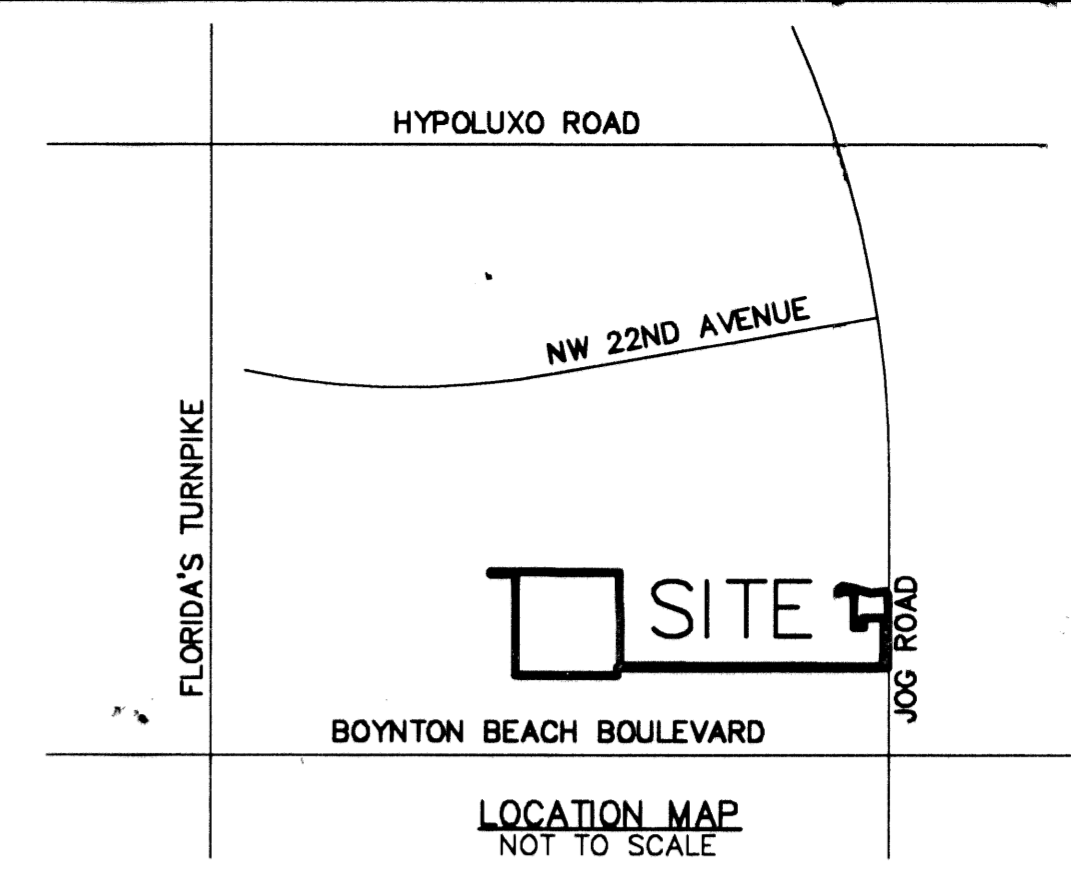 HYPOLUXO ROAD
NW 22ND AVENUE
FLORIDA'S TURNPIKE
SITE
JOG ROAD
BOYNTON BEACH BOULEVARD
LOCATION MAP
NOT TO SCALE